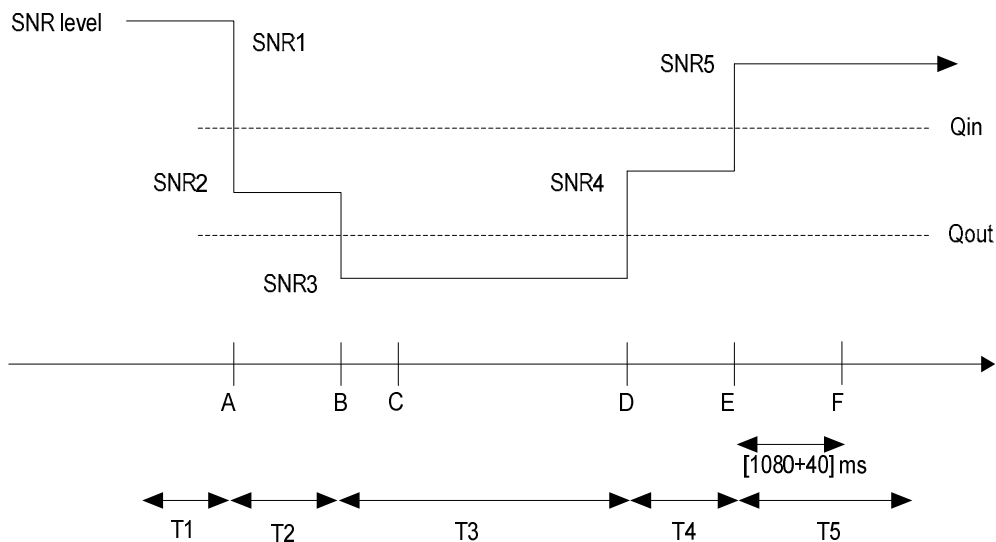 SNR level
SNR1
SNR5
Qin
SNR2
SNR4
Qout
SNR3
A B C D E F
[1080+40] ms
T1 T2 T3 T4 T5